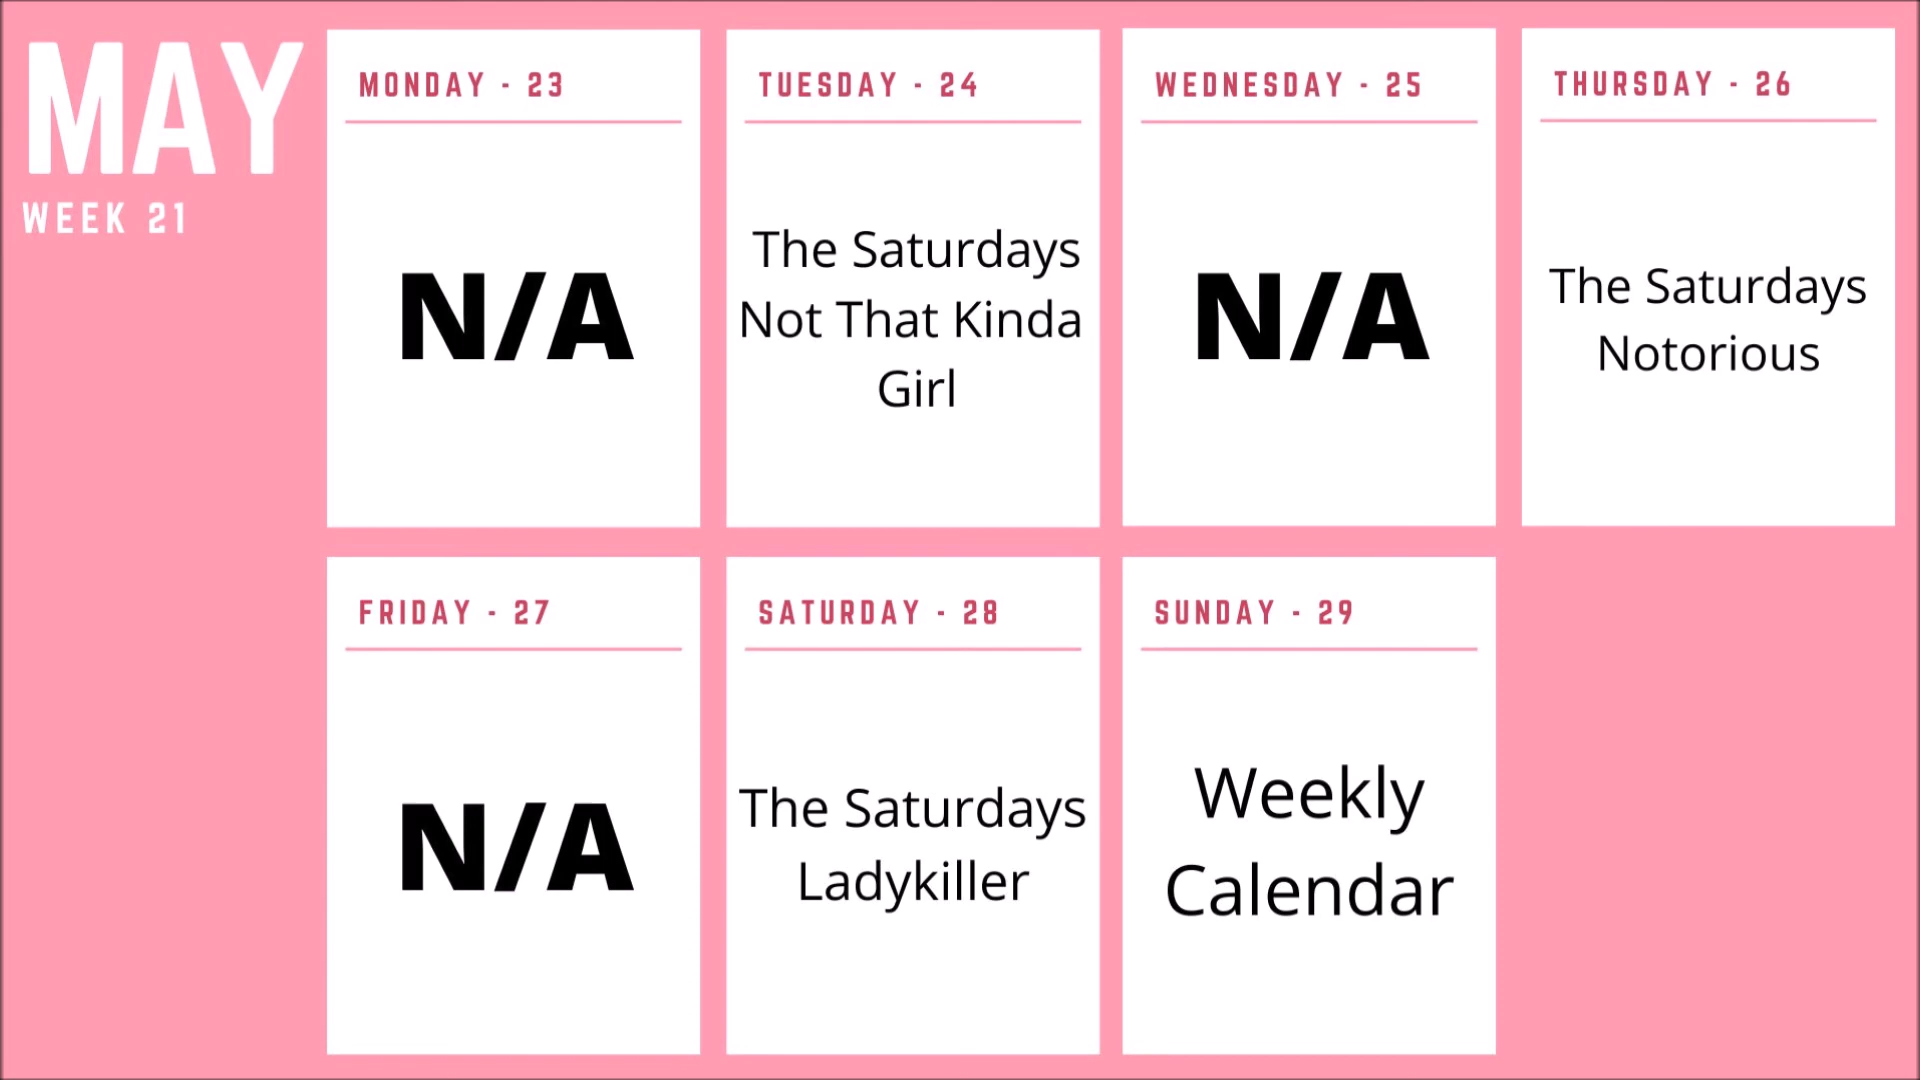 MAY
WEEK 21
MONDAY - 23
N/A
TUESDAY - 24
The Saturdays
Not That Kinda
Girl
WEDNESDAY - 25
N/A
THURSDAY - 26
The Saturdays
Notorious
FRIDAY - 27
N/A
SATURDAY - 28
The Saturdays
Ladykiller
SUNDAY - 29
Weekly
Calendar